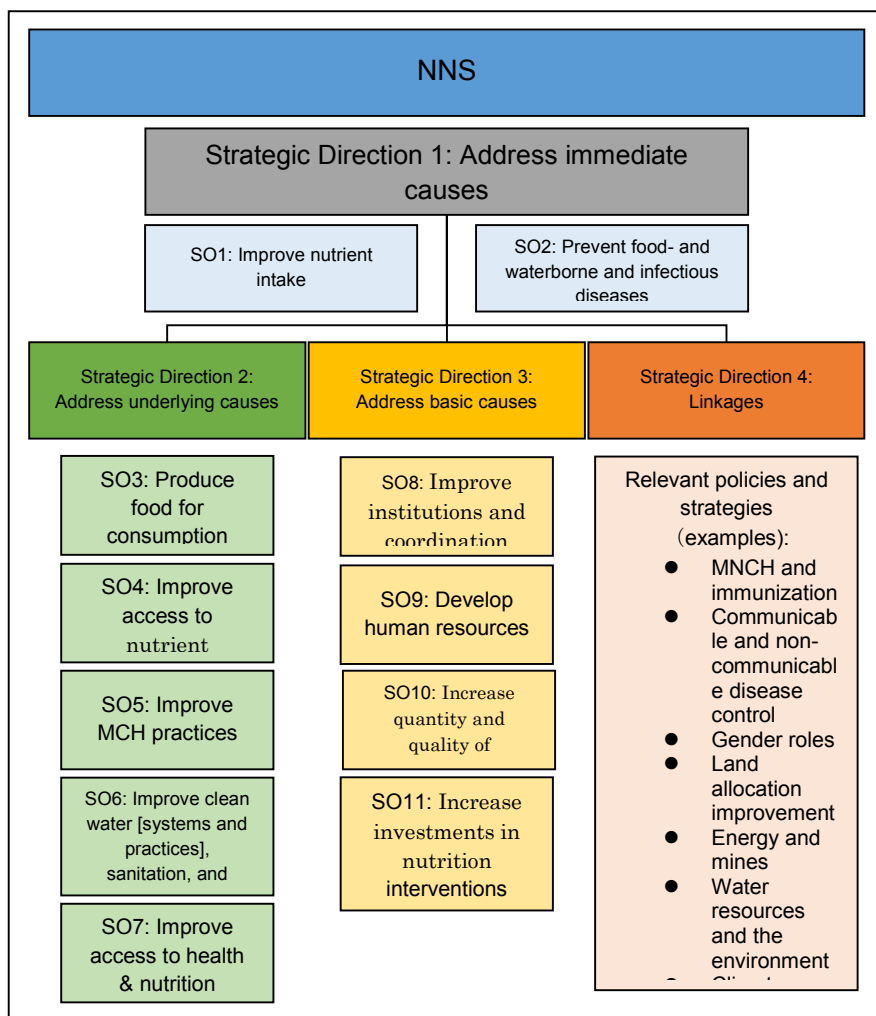 NNS
Strategic Direction 1: Address immediate
causes
SO1: Improve nutrient
intake
SO2: Prevent food- and
waterborne and infectious
diseases
Strategic Direction 2:
Address underlying causes
Strategic Direction 3:
Address basic causes
Strategic Direction 4:
Linkages
SO3: Produce
food for
consumption
SO4: Improve
access to
nutrient
SO5: Improve
MCH practices
SO6: Improve clean
water [systems and
practices],
sanitation, and
SO7: Improve
access to health
& nutrition
SO8: Improve
institutions and
coordination
SO9: Develop
human resources
SO10: Increase
quantity and
quality of
SO11: Increase
investments in
nutrition
interventions
Relevant policies and
strategies
（examples):
● MNCH and
immunization
● Communicab
le and non-
communicabl
e disease
control
● Gender roles
● Land
allocation
improvement
● Energy and
mines
● Water
resources
and the
environment